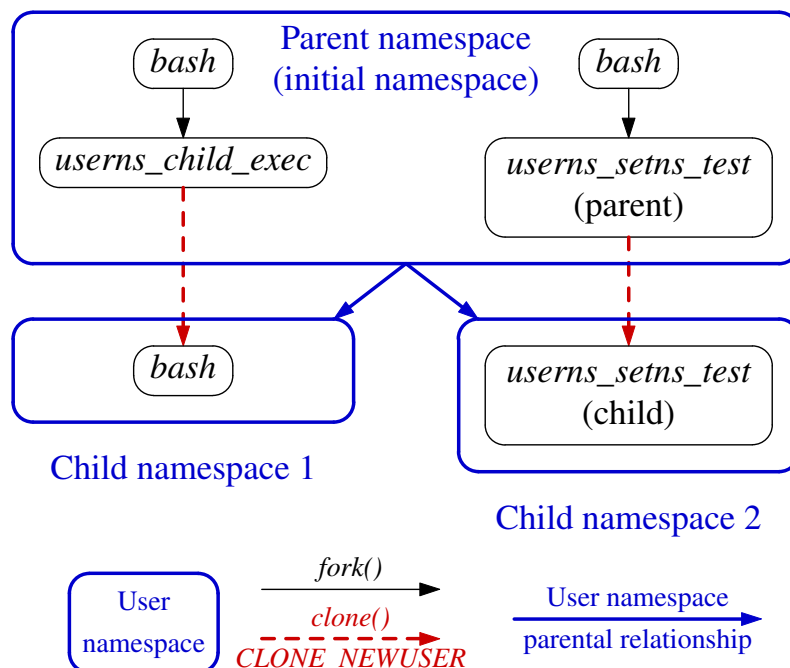 Parent namespace
(initial namespace)
bash
bash
userns_child_exec
userns_setns_test
(parent)
bash
userns_setns_test
(child)
Child namespace 1
Child namespace 2
User
namespace
fork()
clone()
CLONE_NEWUSER
User namespace
parental relationship